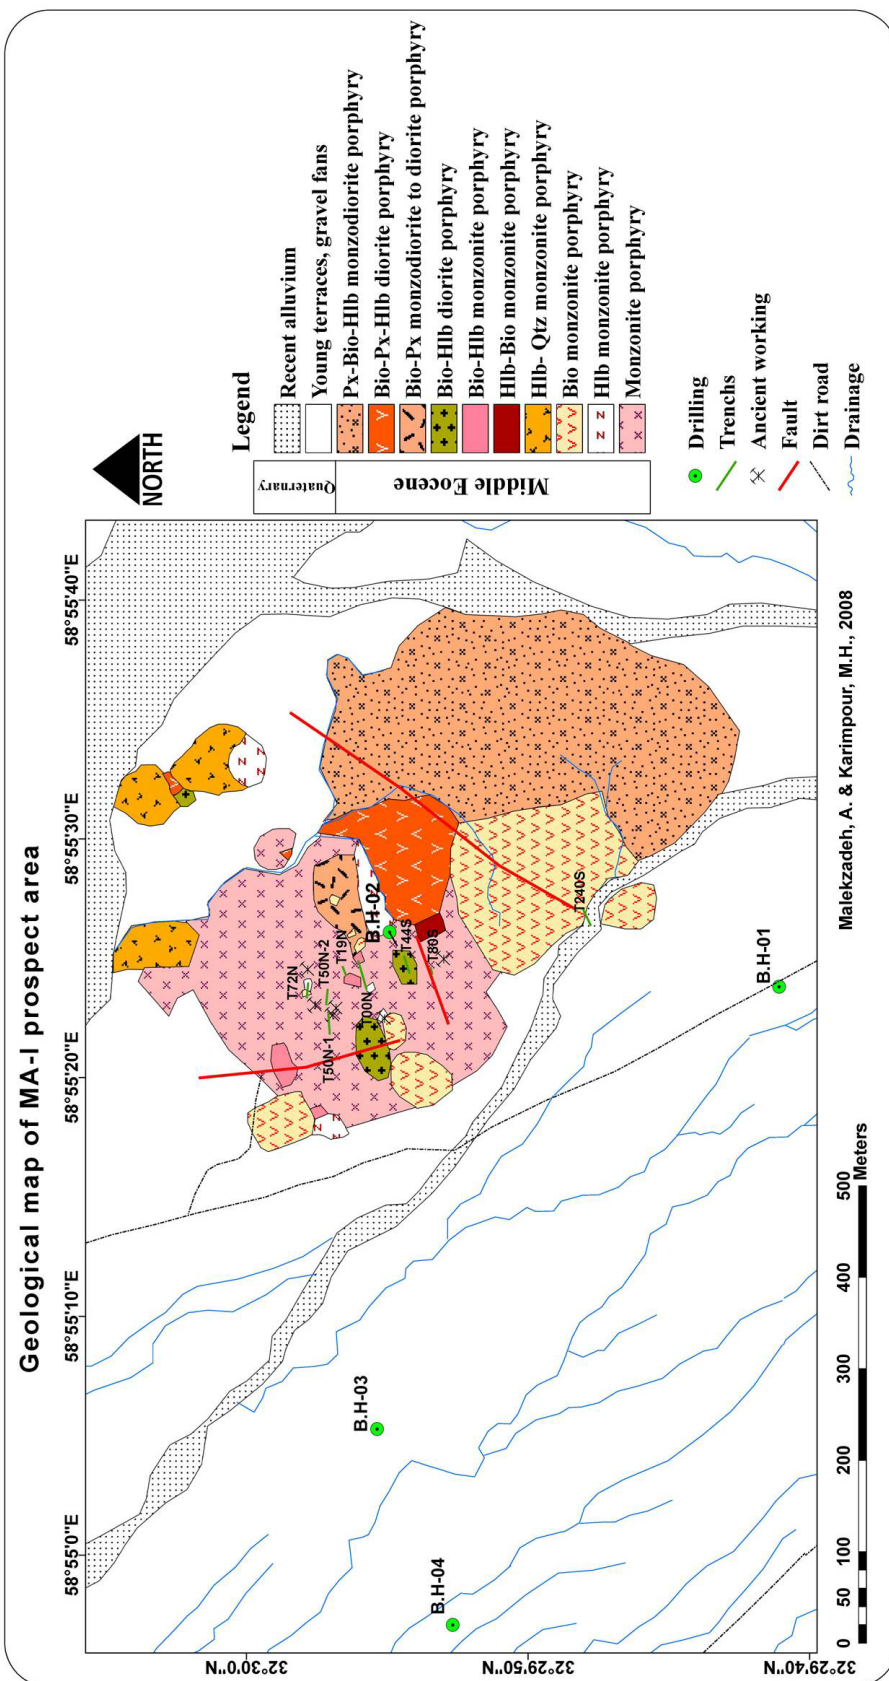 Geological map of MA-I prospect area
58°55'0"E
58°55'10"E
58°55'20"E
58°55'30"E
58°55'40"E
32°30'0"N
32°29'50"N
32°29'40"N
NORTH
T72N
T50N-2
T19N
T50N-1
T00N
B.H-02
T44S
T80S
T240S
B.H-03
B.H-04
B.H-01
Legend
Quaternary
Recent alluvium
Young terraces, gravel fans
Middle Eocene
Px-Bio-Hlb monzodiorite porphyry
Bio-Px-Hlb diorite porphyry
Bio-Px monzodiorite to diorite porphyry
Bio-Hlb diorite porphyry
Bio-Hlb monzonite porphyry
Hlb-Bio monzonite porphyry
Hlb- Qtz monzonite porphyry
Bio monzonite porphyry
Hlb monzonite porphyry
Monzonite porphyry
Drilling
Trenchs
Ancient working
Fault
Dirt road
Drainage
0 50 100 200 300 400 500
Meters
Malekzadeh, A. & Karimpour, M.H., 2008